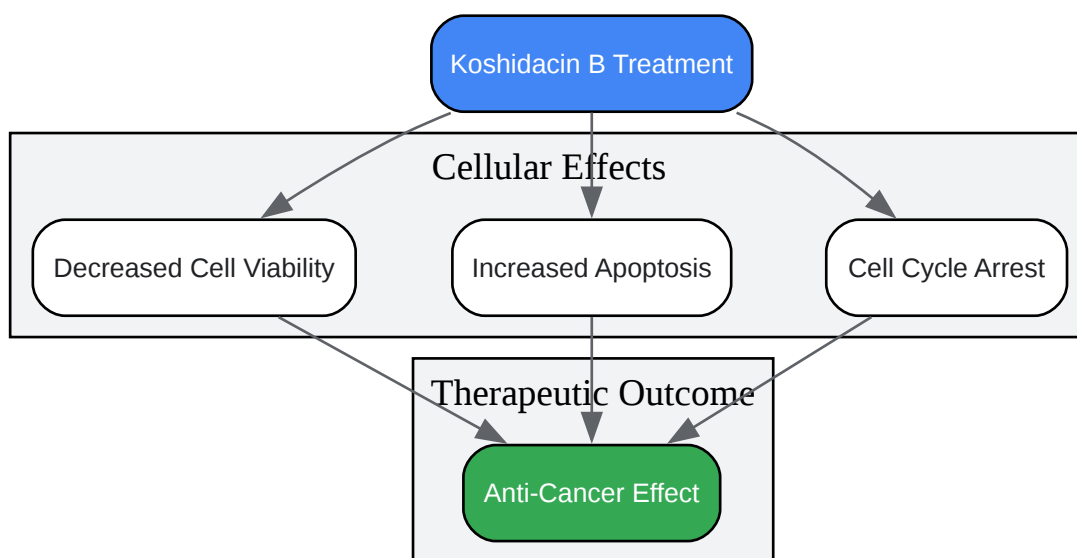 Koshidacin B Treatment
Cellular Effects
Decreased Cell Viability
Increased Apoptosis
Cell Cycle Arrest
Therapeutic Outcome
Anti-Cancer Effect